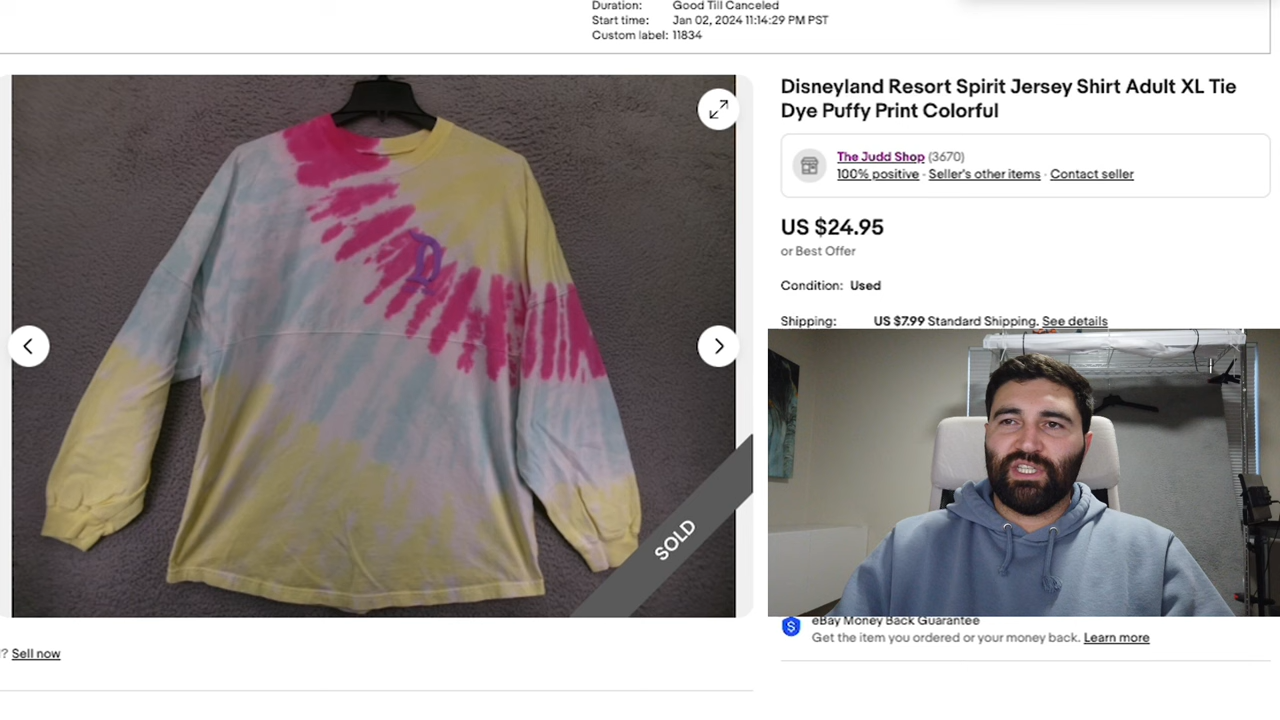 Duration: Good Till Canceled
Start time: Jan 02, 2024 11:14:29 PM PST
Custom label: 11834
Disneyland Resort Spirit Jersey Shirt Adult XL Tie
Dye Puffy Print Colorful
The Judd Shop (3670)
100% positive · Seller's other items · Contact seller
US $24.95
or Best Offer
Condition: Used
Shipping: US $7.99 Standard Shipping. See details
D
SOLD
eBay Money Back Guarantee
Get the item you ordered or your money back. Learn more
? Sell now